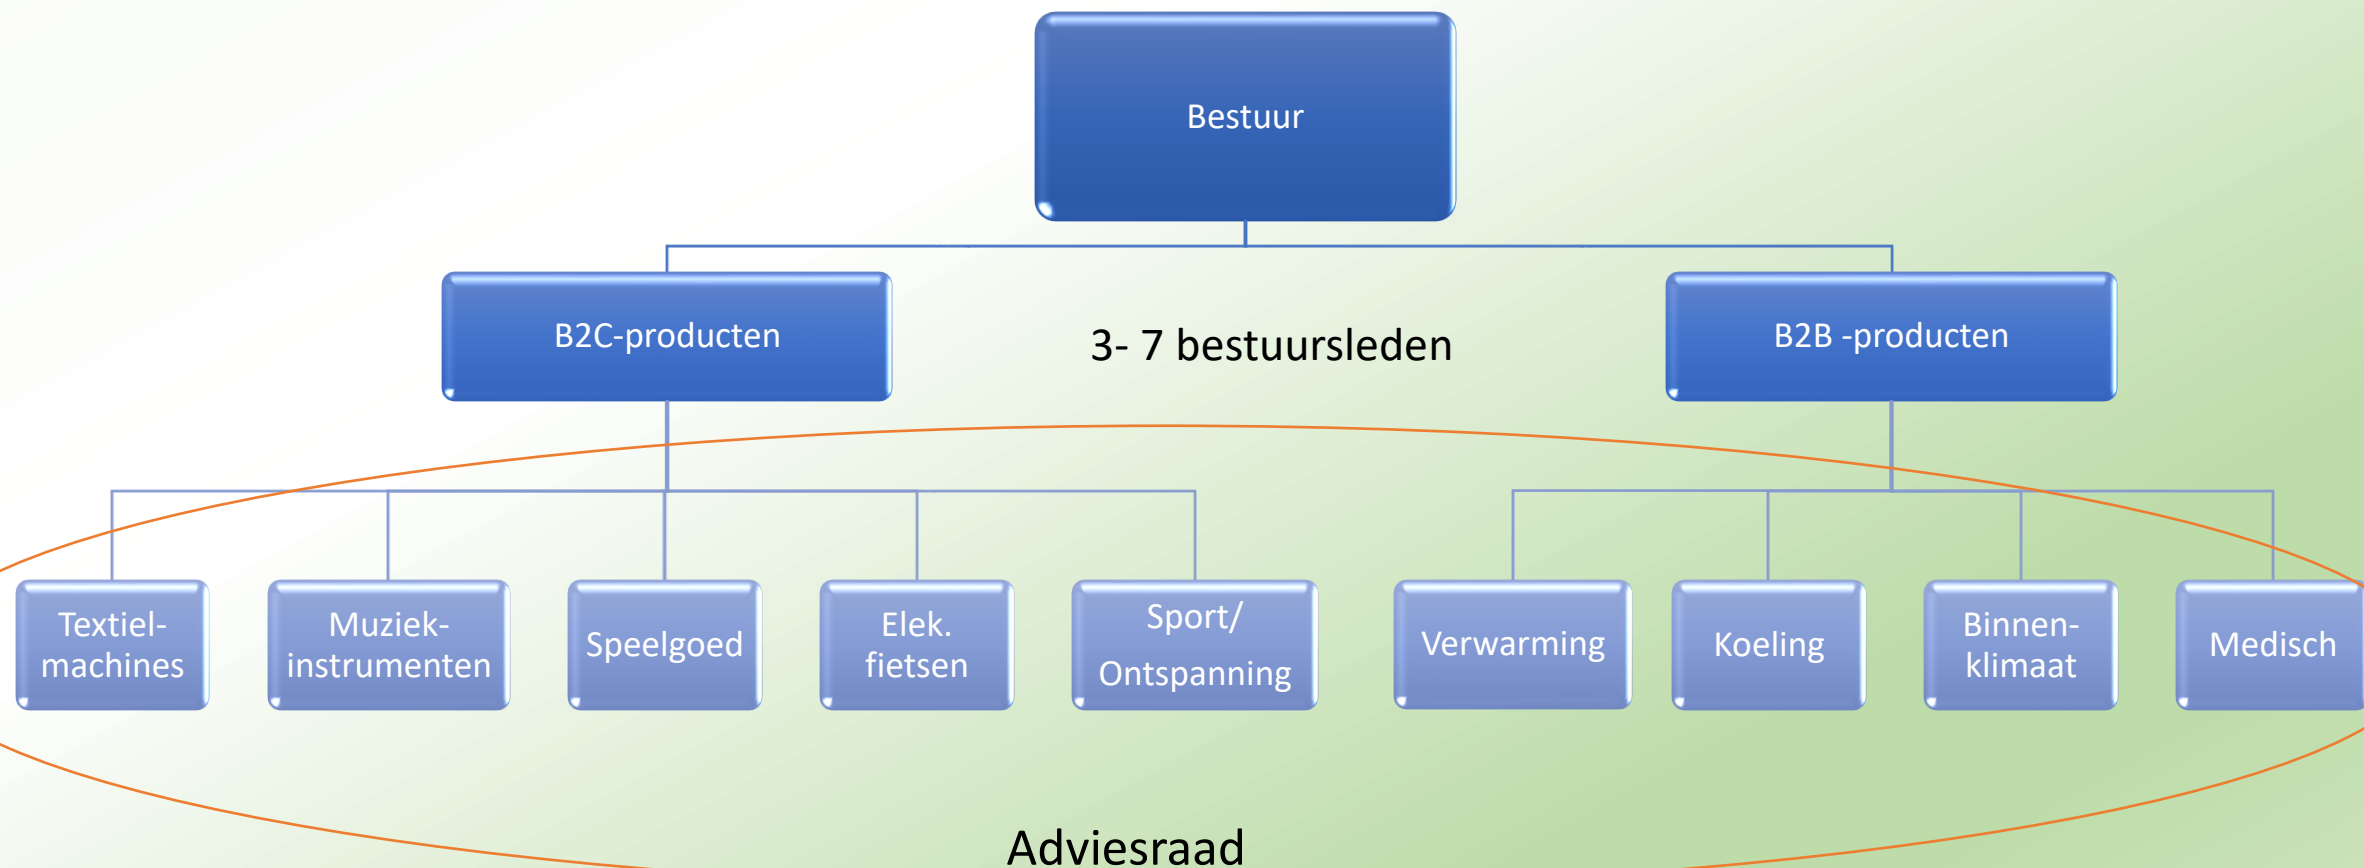 Bestuur
B2C-producten
3- 7 bestuursleden
B2B -producten
Textiel-
machines
Muziek-
instrumenten
Speelgoed
Elek.
fietsen
Sport/
Ontspanning
Verwarming
Koeling
Binnen-
klimaat
Medisch
Adviesraad